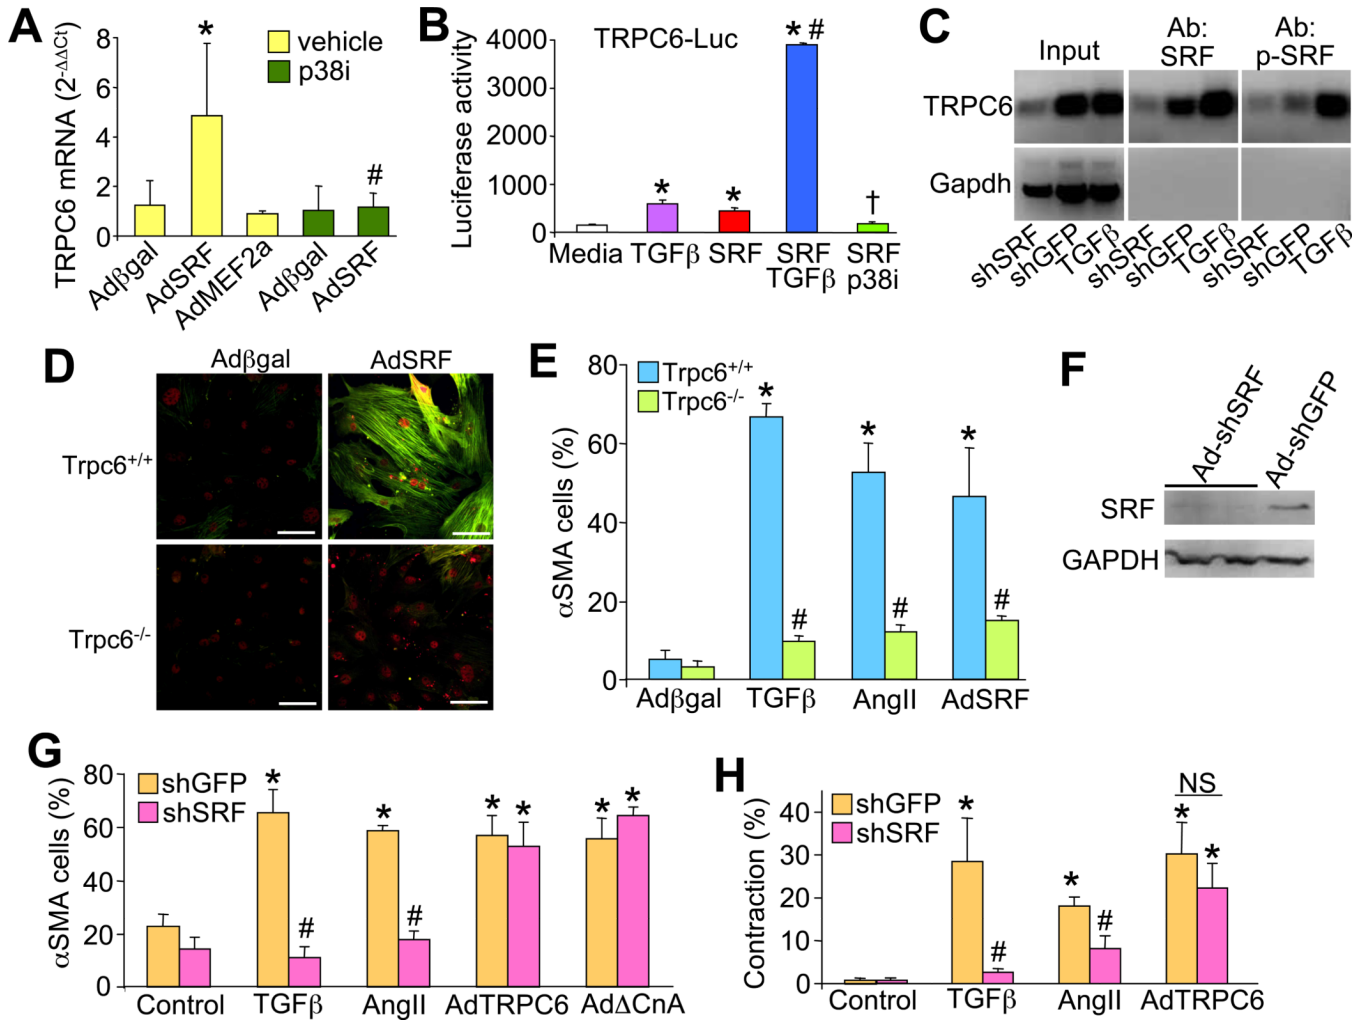 A
TRPC6 mRNA (2^-ΔΔCt)
8
6
4
2
0
*
#
vehicle
p38i
Adβgal
AdSRF
AdMEF2a
Adβgal
AdSRF
B
TRPC6-Luc
Luciferase activity
4000
3000
2000
1000
0
*
*
* #
†
Media
TGFβ
SRF
SRF
TGFβ
SRF
p38i
C
Input
Ab:
SRF
Ab:
p-SRF
TRPC6
Gapdh
shSRF
shGFP
TGFβ
shSRF
shGFP
TGFβ
shSRF
shGFP
TGFβ
D
Adβgal
AdSRF
Trpc6+/+
Trpc6-/-
E
αSMA cells (%)
80
60
40
20
0
Trpc6+/+
Trpc6-/-
*
#
*
#
*
#
Adβgal
TGFβ
AngII
AdSRF
F
Ad-shSRF
Ad-shGFP
SRF
GAPDH
G
αSMA cells (%)
80
60
40
20
0
shGFP
shSRF
*
#
*
#
*
*
*
*
Control
TGFβ
AngII
AdTRPC6
AdΔCnA
H
Contraction (%)
40
30
20
10
0
shGFP
shSRF
*
#
*
#
NS
*
*
Control
TGFβ
AngII
AdTRPC6